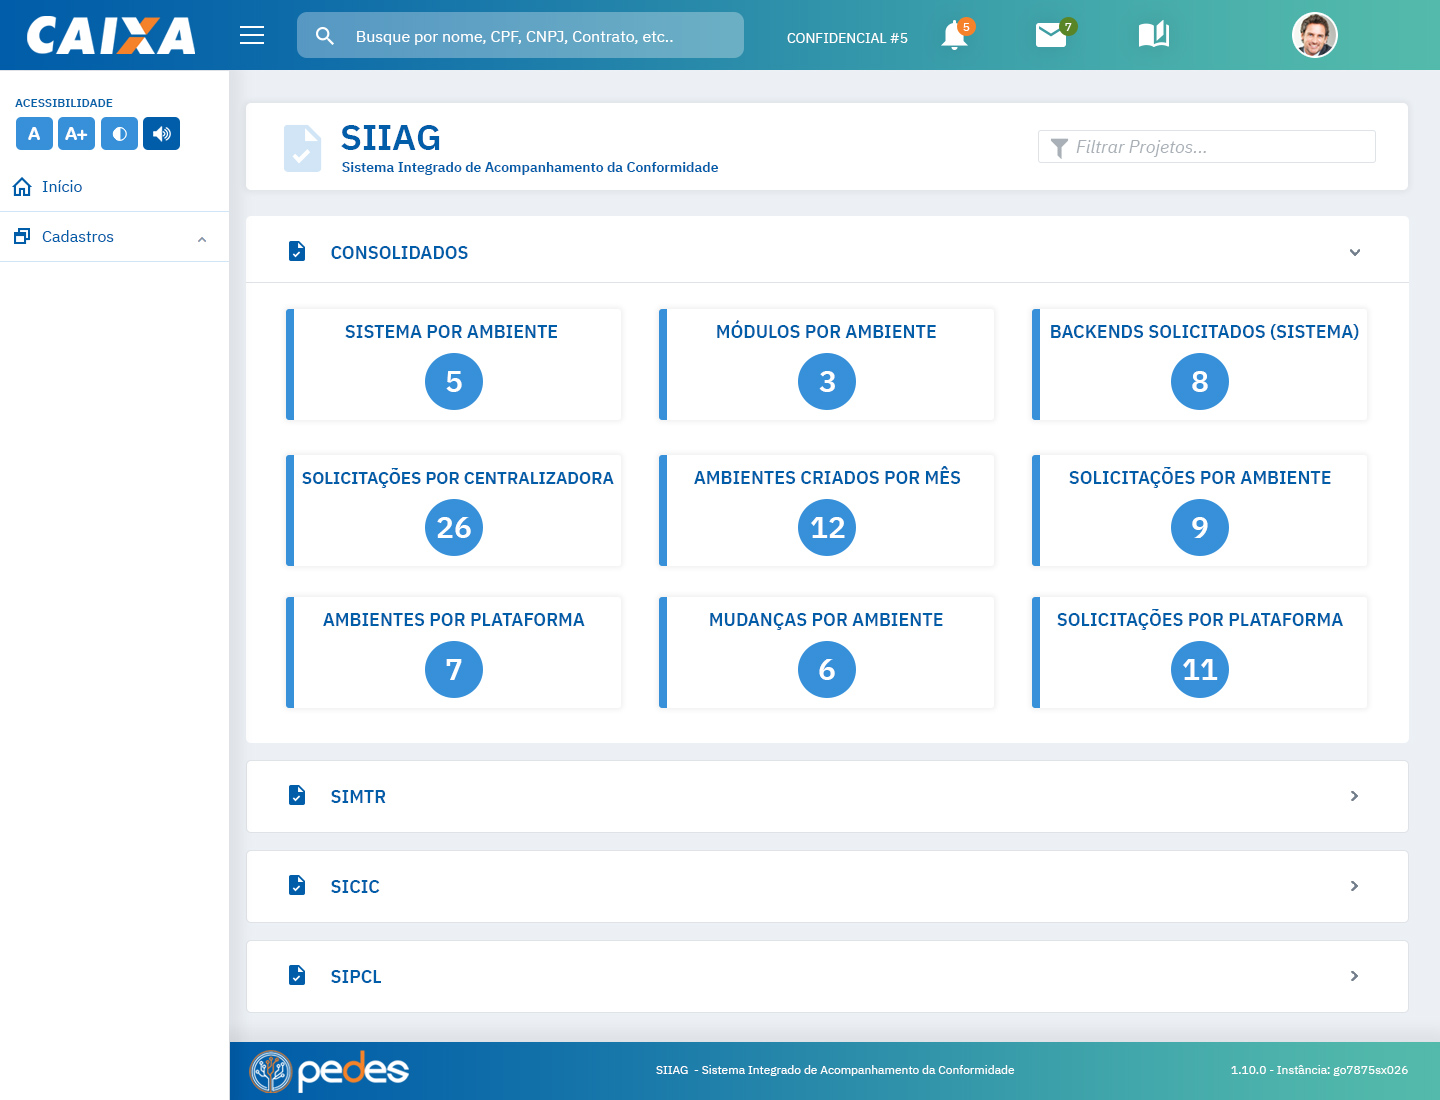 CAIXA
Busque por nome, CPF, CNPJ, Contrato, etc..
CONFIDENCIAL #5
5
7
ACESSIBILIDADE
A A+
Início
Cadastros
SIIAG
Sistema Integrado de Acompanhamento da Conformidade
Filtrar Projetos...
CONSOLIDADOS
SISTEMA POR AMBIENTE
5
MÓDULOS POR AMBIENTE
3
BACKENDS SOLICITADOS (SISTEMA)
8
SOLICITAÇÕES POR CENTRALIZADORA
26
AMBIENTES CRIADOS POR MÊS
12
SOLICITAÇÕES POR AMBIENTE
9
AMBIENTES POR PLATAFORMA
7
MUDANÇAS POR AMBIENTE
6
SOLICITAÇÕES POR PLATAFORMA
11
SIMTR
SICIC
SIPCL
pedes
SIIAG - Sistema Integrado de Acompanhamento da Conformidade
1.10.0 - Instância: go7875sx026